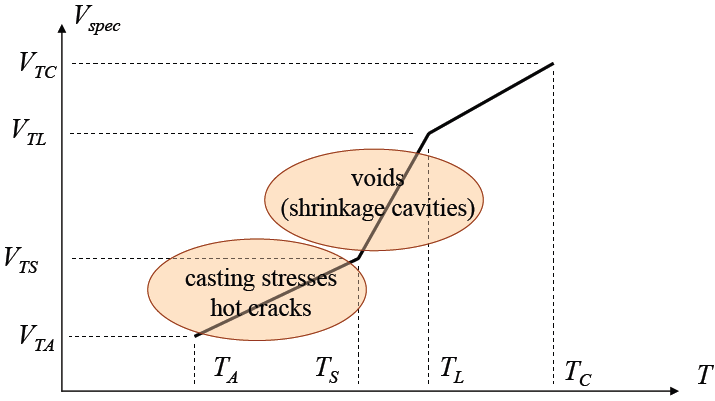 V_spec
V_TC
V_TL
voids
(shrinkage cavities)
V_TS
casting stresses
hot cracks
V_TA
T_A
T_S
T_L
T_C
T